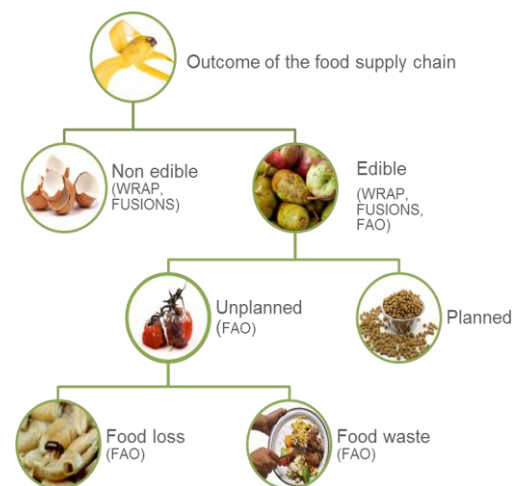 Outcome of the food supply chain
Non edible
(WRAP,
FUSIONS)
Edible
(WRAP,
FUSIONS,
FAO)
Unplanned
(FAO)
Planned
Food loss
(FAO)
Food waste
(FAO)